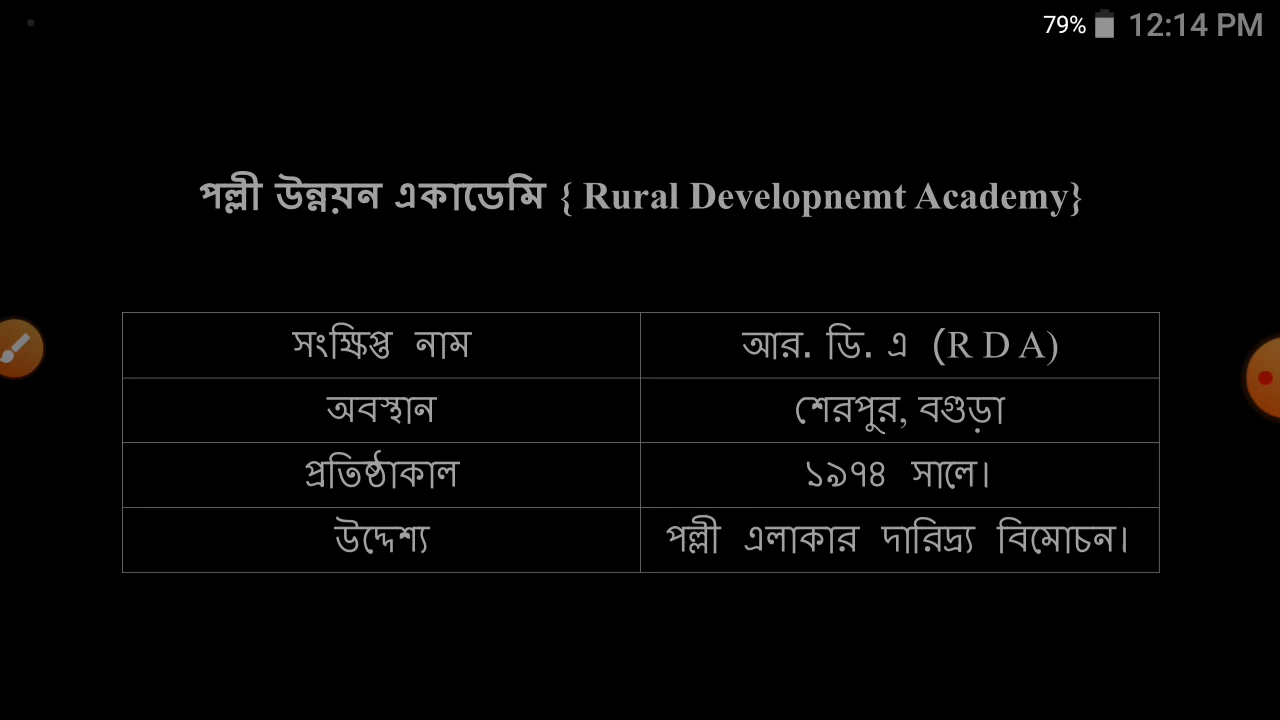 79% 12:14 PM
পল্লী উন্নয়ন একাডেমি { Rural Developnemt Academy}
সংক্ষিপ্ত নাম আর. ডি. এ (R D A)
অবস্থান শেরপুর, বগুড়া
প্রতিষ্ঠাকাল ১৯৭৪ সালে।
উদ্দেশ্য পল্লী এলাকার দারিদ্র্য বিমোচন।